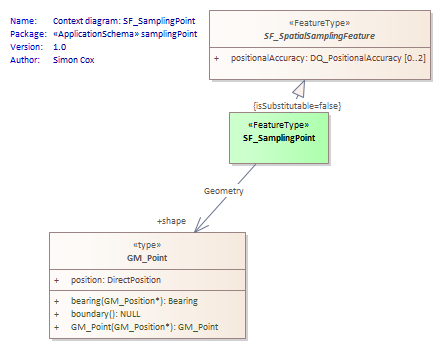 Name: Context diagram: SF_SamplingPoint
Package: «ApplicationSchema» samplingPoint
Version: 1.0
Author: Simon Cox
«FeatureType»
SF_SpatialSamplingFeature
+ positionalAccuracy: DQ_PositionalAccuracy [0..2]
{isSubstitutable=false}
«FeatureType»
SF_SamplingPoint
Geometry
+shape
«type»
GM_Point
+ position: DirectPosition
+ bearing(GM_Position*): Bearing
+ boundary(): NULL
+ GM_Point(GM_Position*): GM_Point